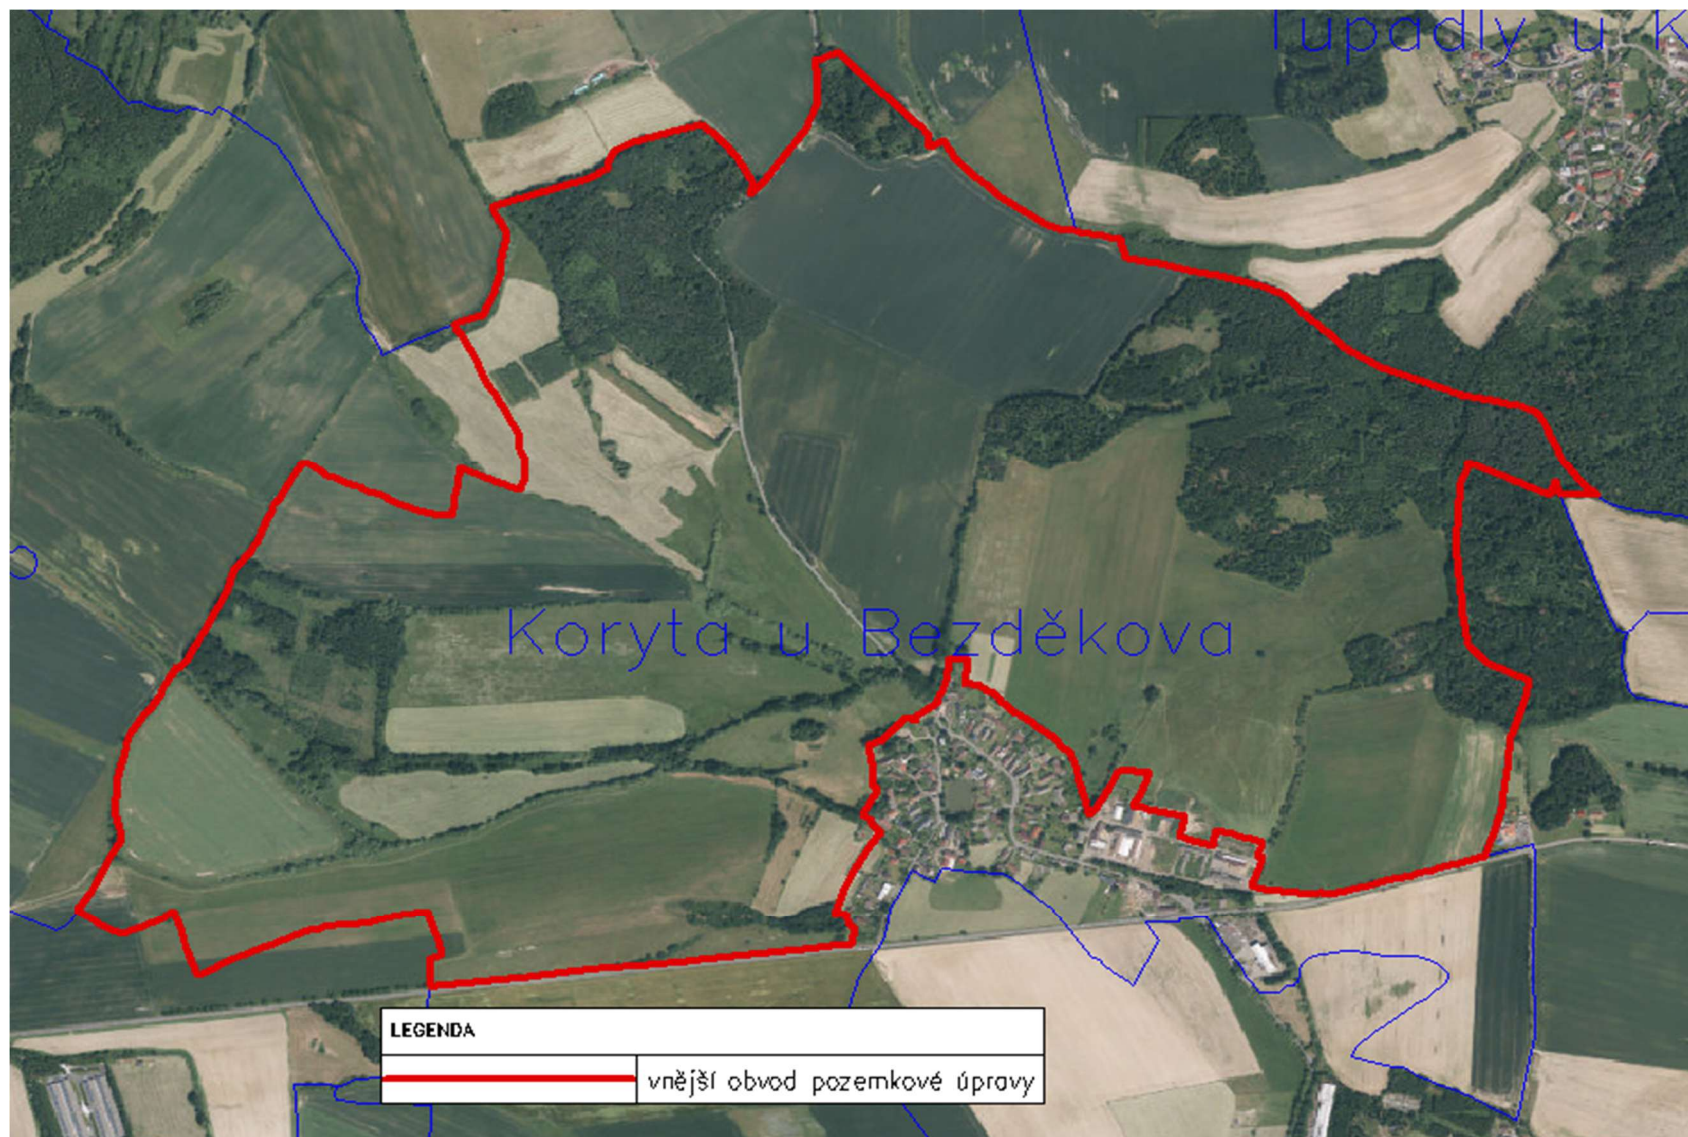 Tupadly u K
Koryta u Bezděkova
LEGENDA
vnější obvod pozemkové úpravy